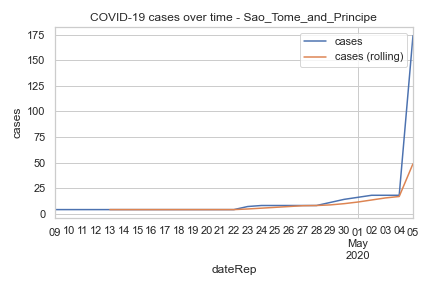 COVID-19 cases over time - Sao_Tome_and_Principe
cases
cases (rolling)
175
150
125
100
75
50
25
0
cases
09 10 11 12 13 14 15 16 17 18 19 20 21 22 23 24 25 26 27 28 29 30 01 02 03 04 05
May
2020
dateRep